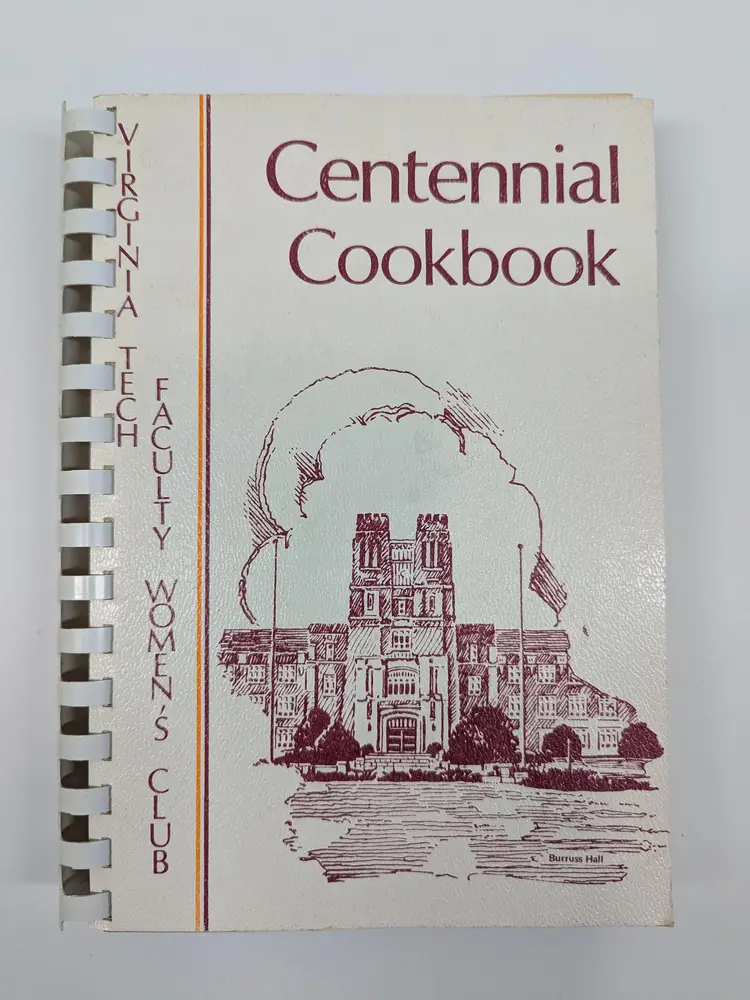 VIRGINIA TECH
FACULTY WOMEN'S CLUB
Centennial
Cookbook
Burruss Hall